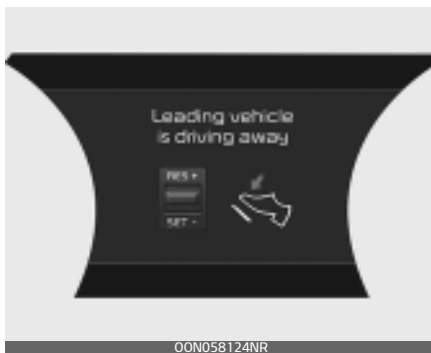 Leading vehicle
is driving away
RES +
SET -
OON058124NR